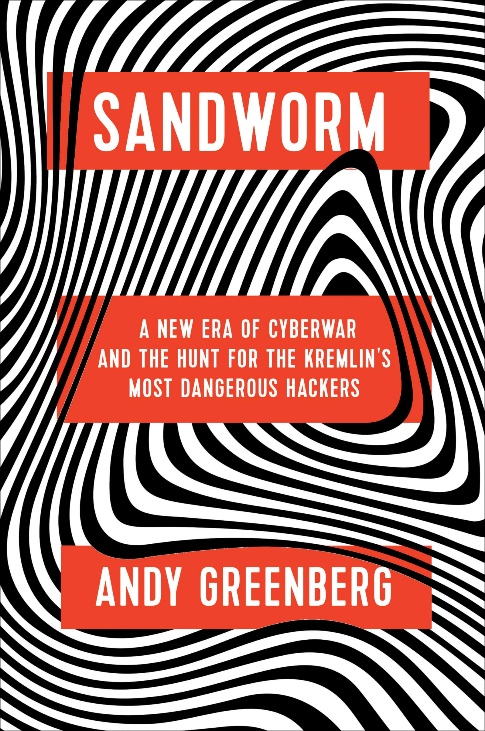 SANDWORM
A NEW ERA OF CYBERWAR
AND THE HUNT FOR THE KREMLIN'S
MOST DANGEROUS HACKERS
ANDY GREENBERG